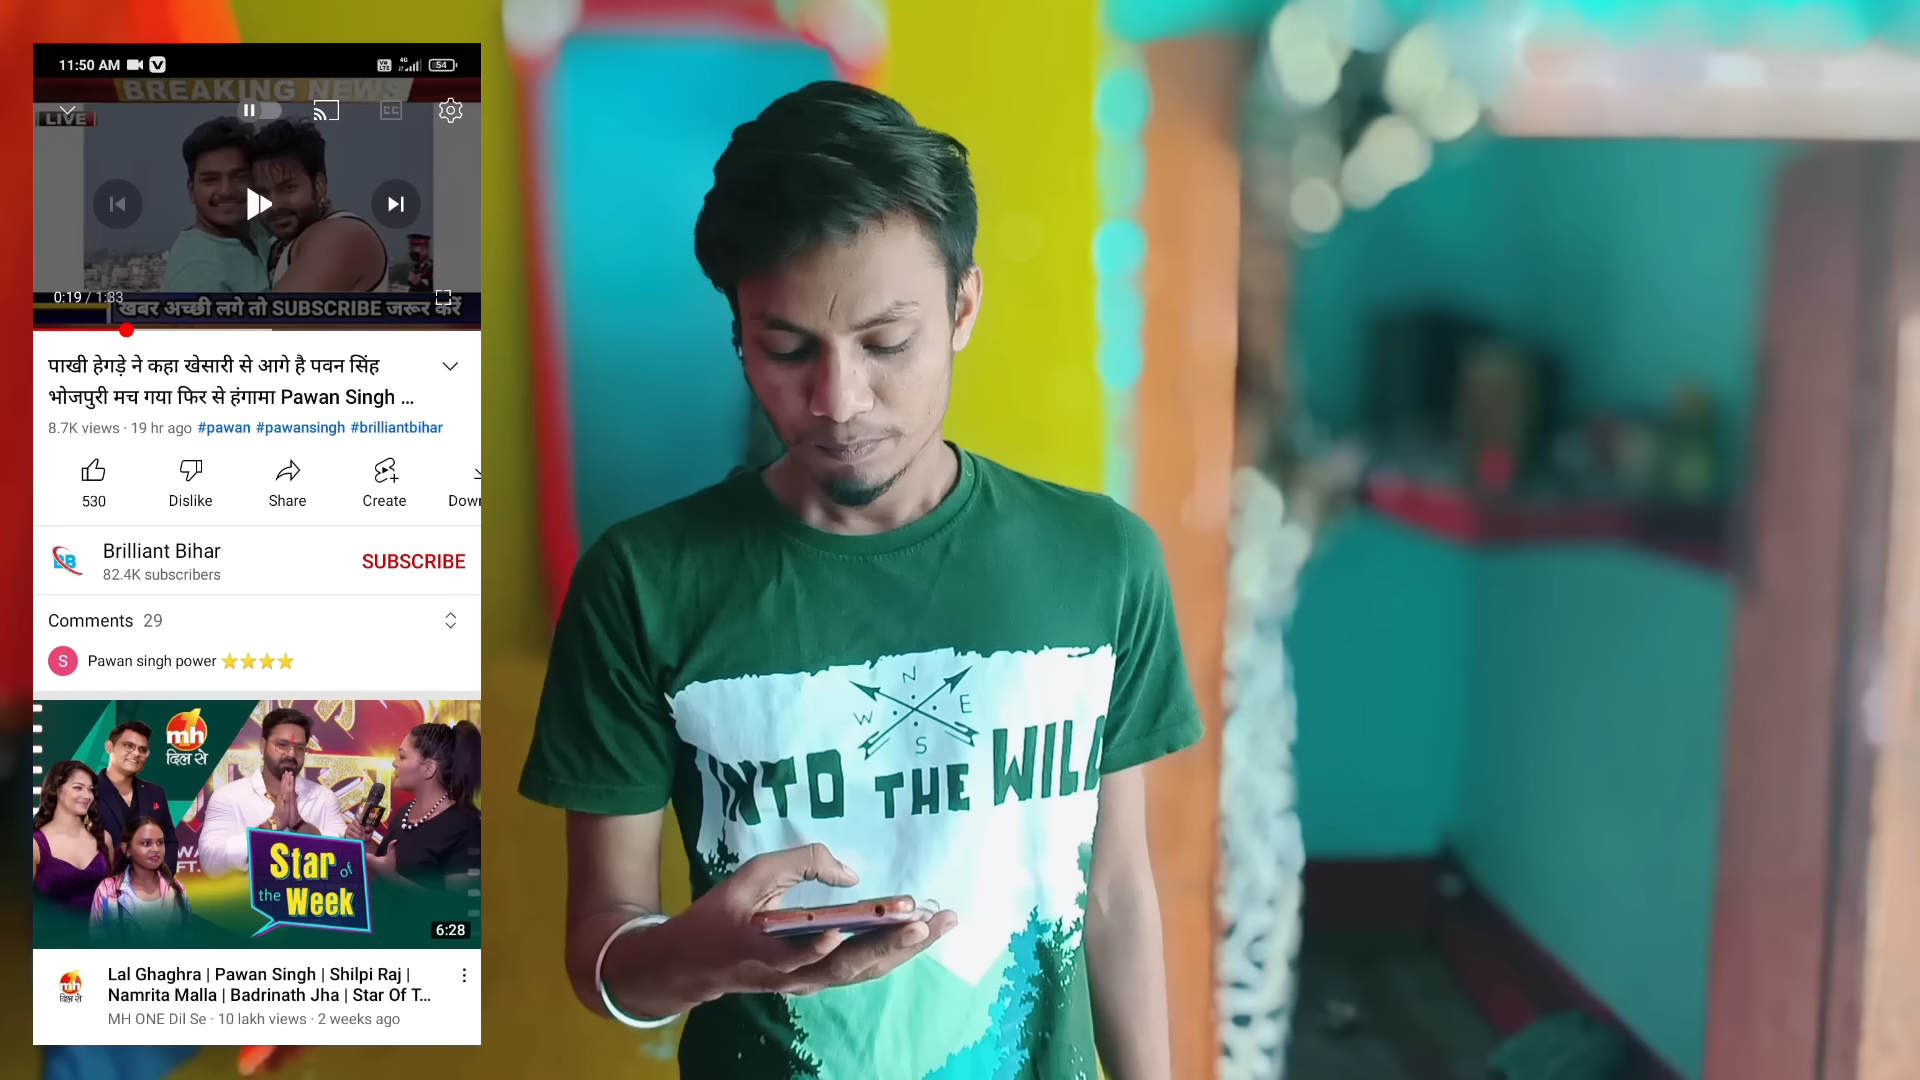 11:50 AM
54
BREAKING NEWS
LIVE
CC
0:19 / 1:33
खबर अच्छी लगे तो SUBSCRIBE जरूर करें
पाखी हेगड़े ने कहा खेसारी से आगे है पवन सिंह
भोजपुरी मच गया फिर से हंगामा Pawan Singh ...
8.7K views · 19 hr ago #pawan #pawansingh #brilliantbihar
530 Dislike Share Create Down
Brilliant Bihar
82.4K subscribers
SUBSCRIBE
Comments 29
S
Pawan singh power ⭐⭐⭐⭐
mh
दिल से
Star of
the Week
6:28
Lal Ghaghra | Pawan Singh | Shilpi Raj |
Namrita Malla | Badrinath Jha | Star Of T...
MH ONE Dil Se · 10 lakh views · 2 weeks ago
N
W E
S
INTO THE WILD